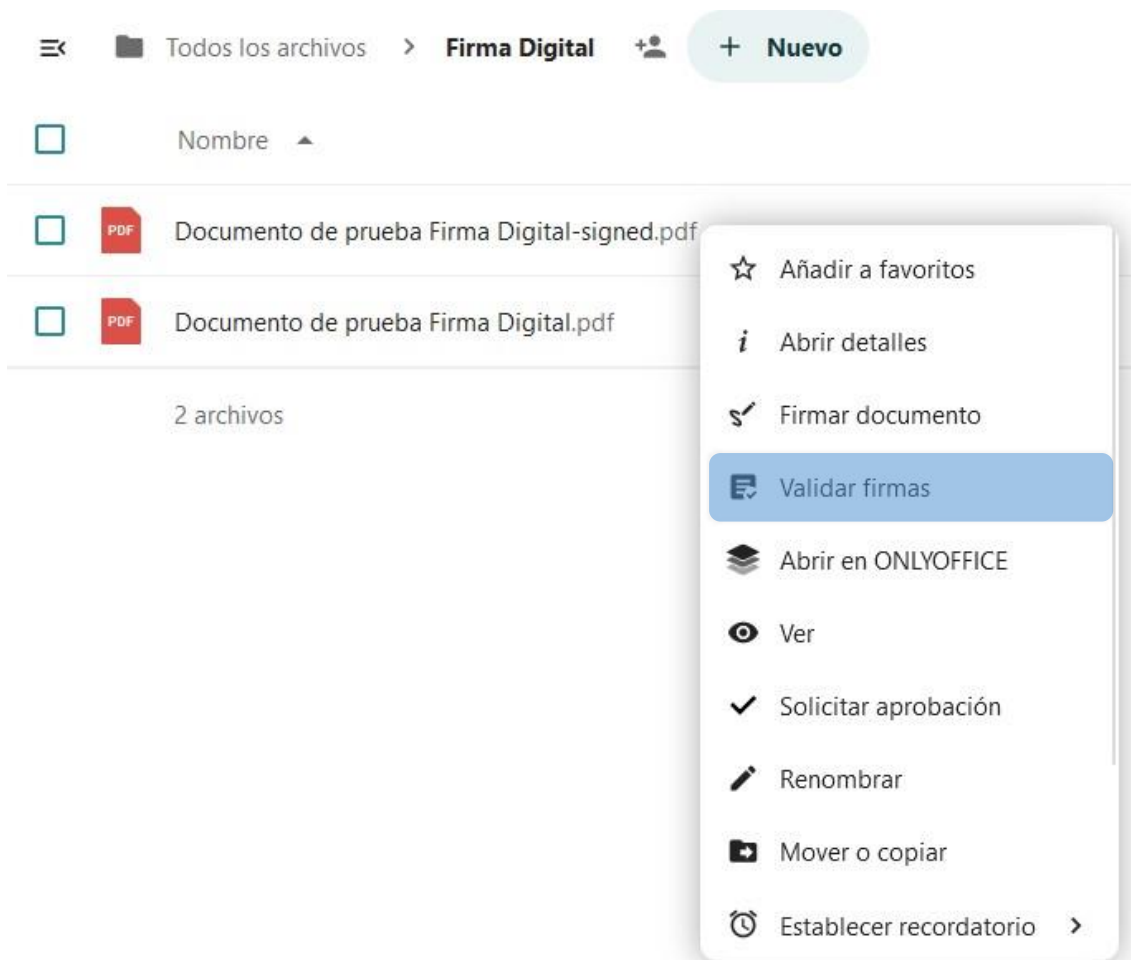 Todos los archivos > Firma Digital + Nuevo
Nombre
PDF Documento de prueba Firma Digital-signed.pdf
Añadir a favoritos
PDF Documento de prueba Firma Digital.pdf
Abrir detalles
2 archivos
Firmar documento
Validar firmas
Abrir en ONLYOFFICE
Ver
Solicitar aprobación
Renombrar
Mover o copiar
Establecer recordatorio >